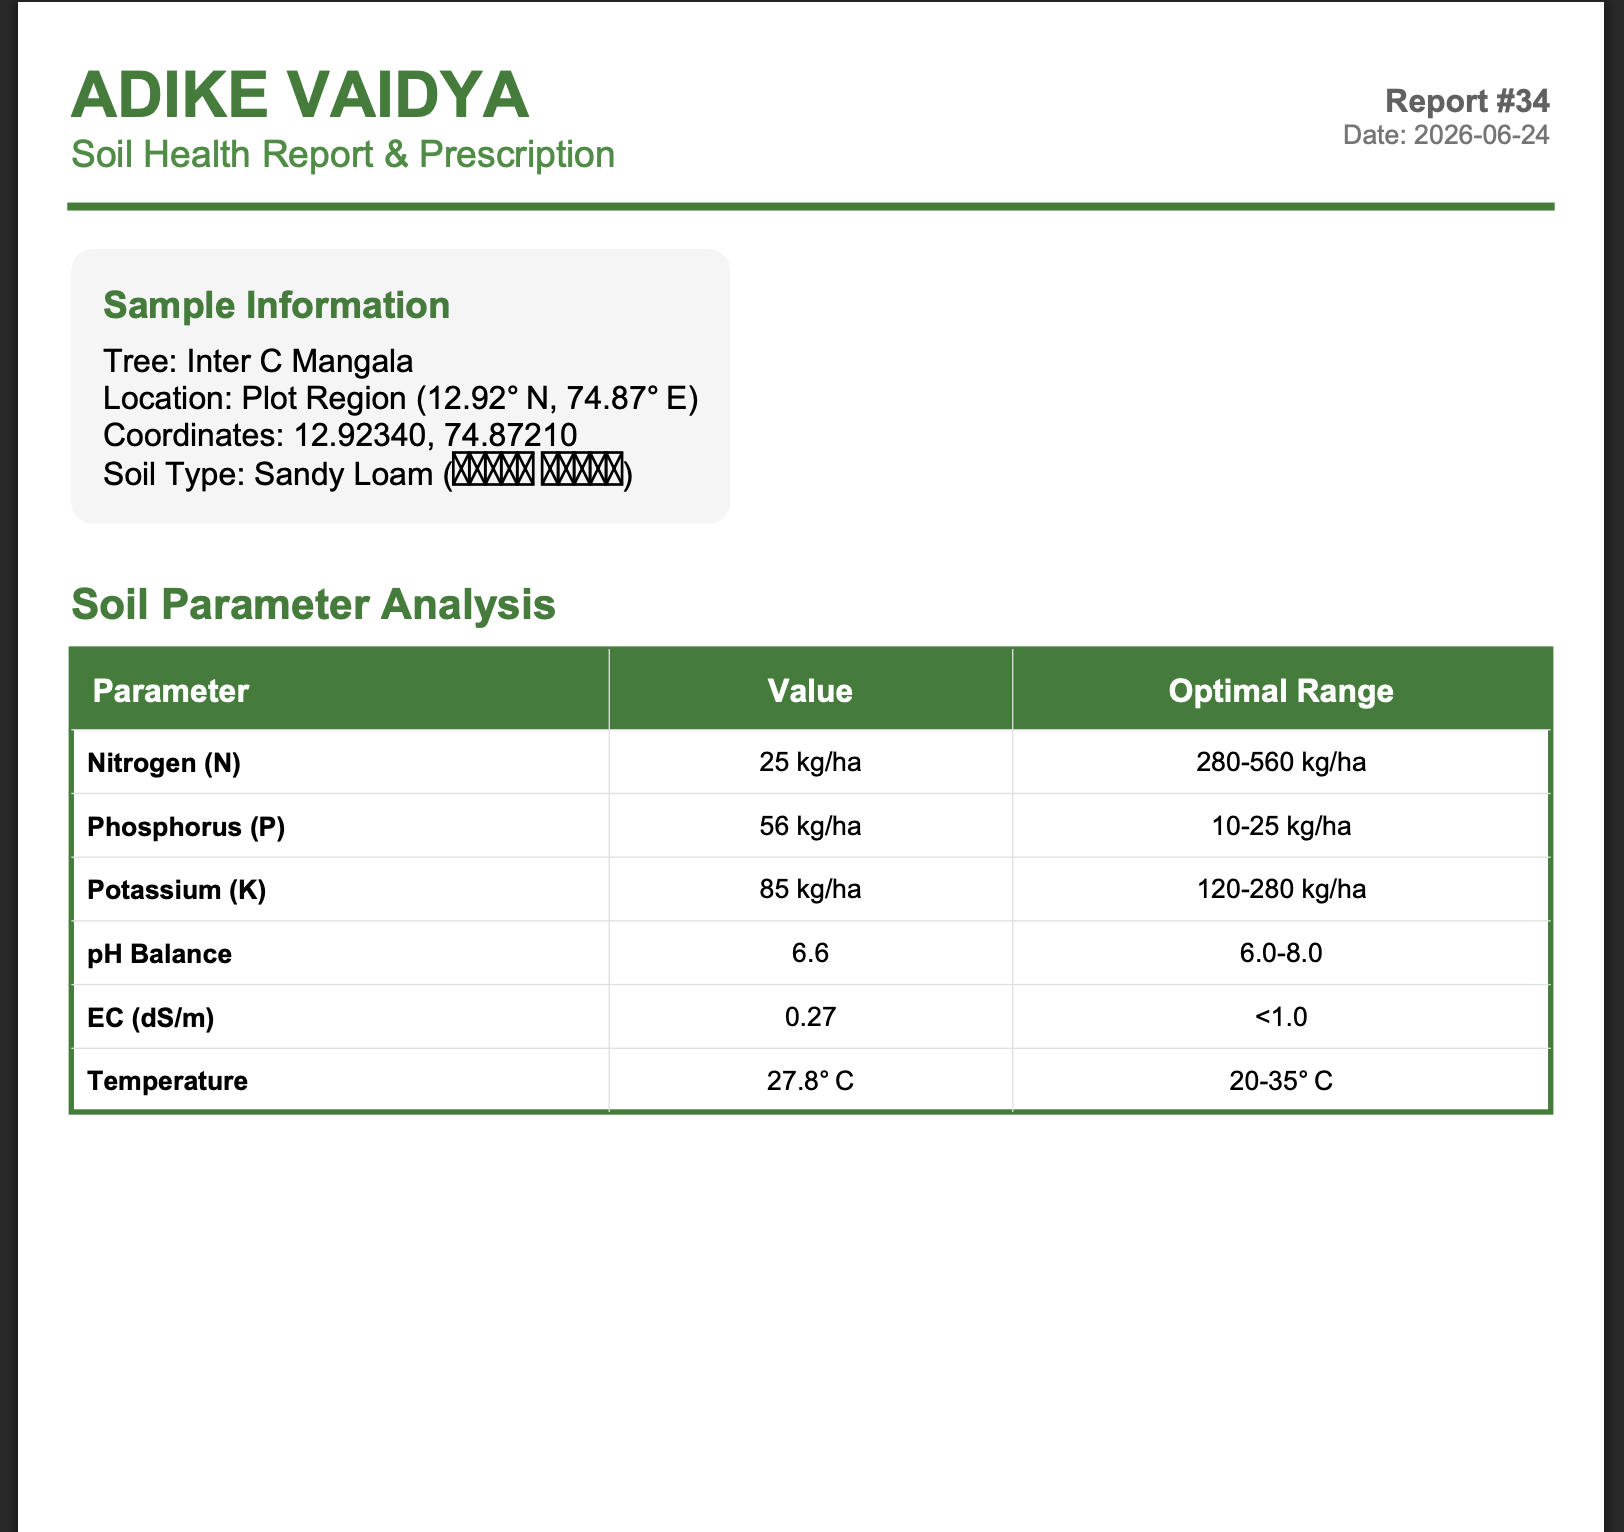 ADIKE VAIDYA
Soil Health Report & Prescription
Report #34
Date: 2026-06-24
Sample Information
Tree: Inter C Mangala
Location: Plot Region (12.92° N, 74.87° E)
Coordinates: 12.92340, 74.87210
Soil Type: Sandy Loam ( )
Soil Parameter Analysis
Parameter Value Optimal Range
Nitrogen (N) 25 kg/ha 280-560 kg/ha
Phosphorus (P) 56 kg/ha 10-25 kg/ha
Potassium (K) 85 kg/ha 120-280 kg/ha
pH Balance 6.6 6.0-8.0
EC (dS/m) 0.27 <1.0
Temperature 27.8° C 20-35° C